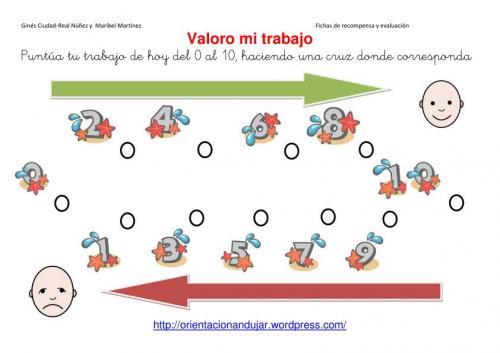 Ginés Ciudad-Real Núñez y Maribel Martínez Fichas de recompensa y evaluación
Valoro mi trabajo
Puntúa tu trabajo de hoy del 0 al 10, haciendo una cruz donde corresponda
2 4 6 8
0 10
1 3 5 7 9
http://orientacionandujar.wordpress.com/